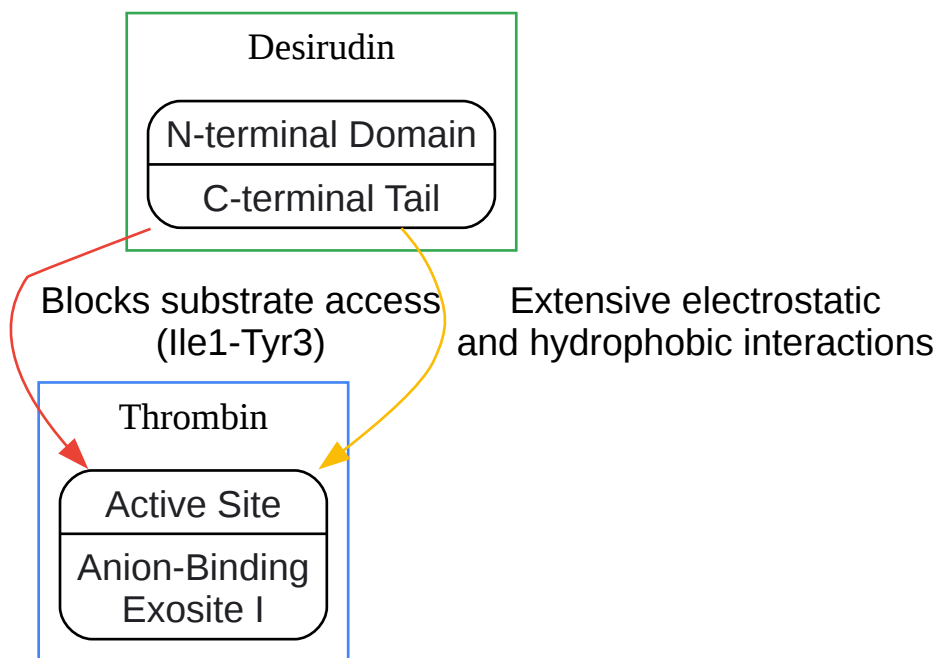 Desirudin
N-terminal Domain
C-terminal Tail
Blocks substrate access
(Ile1-Tyr3)
Extensive electrostatic
and hydrophobic interactions
Thrombin
Active Site
Anion-Binding
Exosite I